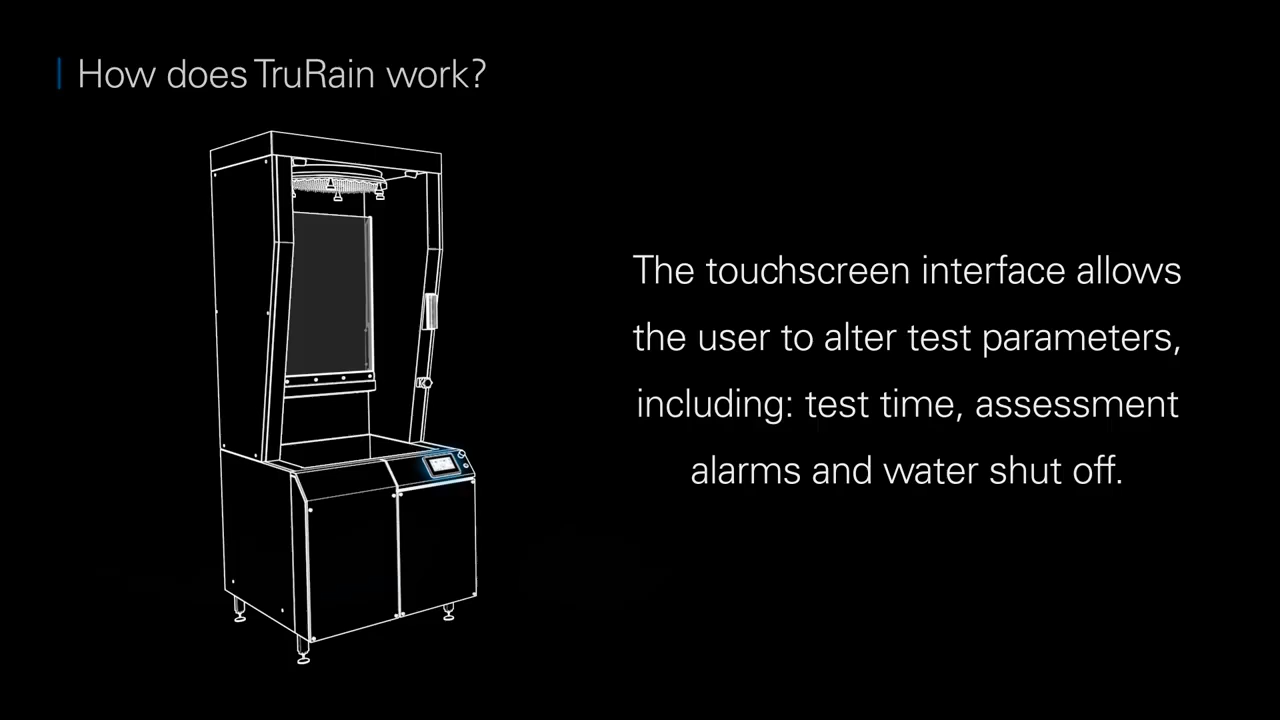 How does TruRain work?
The touchscreen interface allows
the user to alter test parameters,
including: test time, assessment
alarms and water shut off.